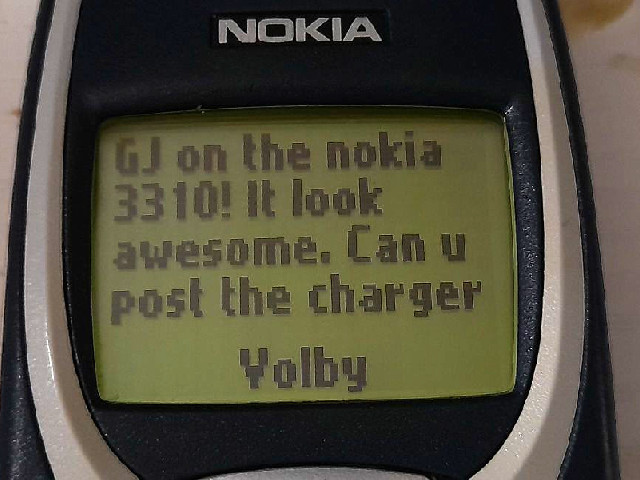 NOKIA
GJ on the nokia
3310! It look
awesome. Can u
post the charger
Volby